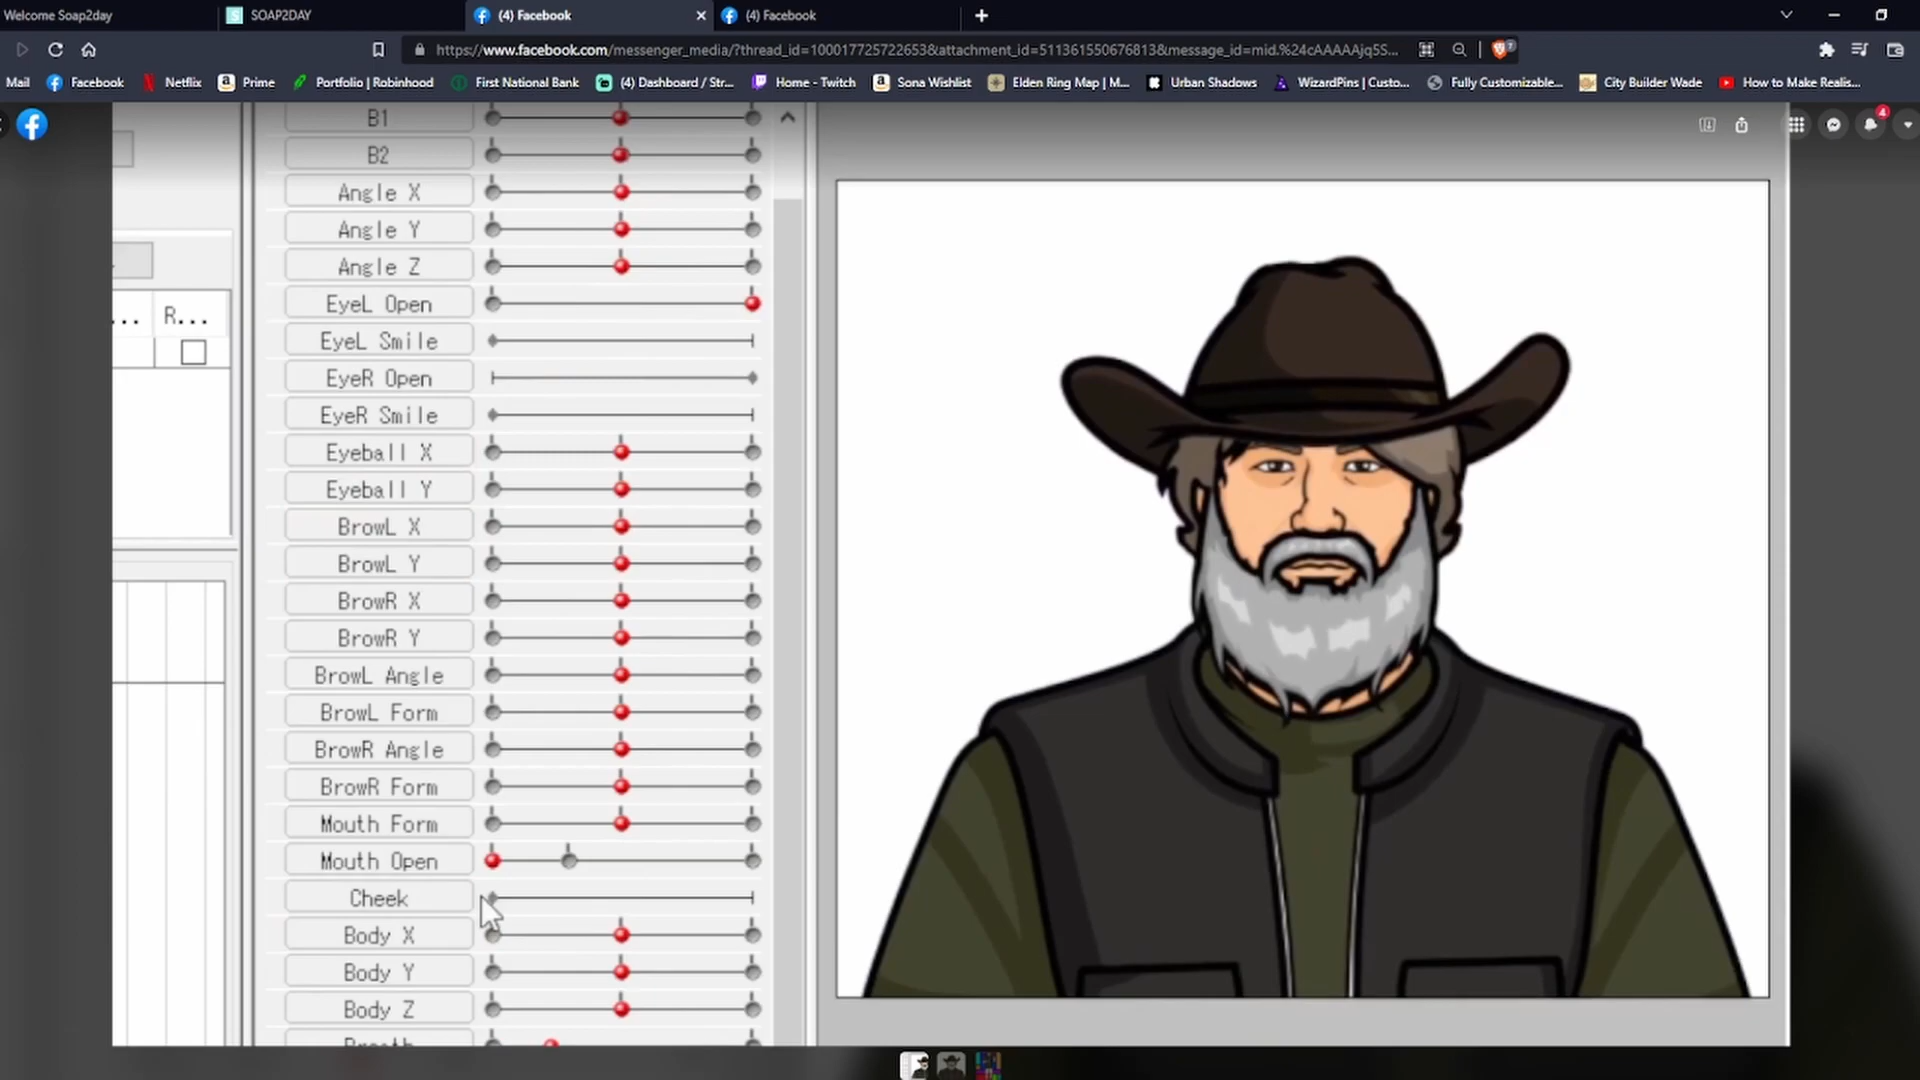 Welcome Soap2day
SOAP2DAY
(4) Facebook
(4) Facebook
https://www.facebook.com/messenger_media/?thread_id=100017725722653&attachment_id=511361550676813&message_id=mid.%24cAAAAAjq5S...
Mail
Facebook
Netflix
Prime
Portfolio | Robinhood
First National Bank
(4) Dashboard / Str...
Home - Twitch
Sona Wishlist
Elden Ring Map | M...
Urban Shadows
WizardPins | Custo...
Fully Customizable...
City Builder Wade
How to Make Realis...
4
B1
B2
Angle X
Angle Y
Angle Z
EyeL Open
... R...
EyeL Smile
EyeR Open
EyeR Smile
Eyeball X
Eyeball Y
BrowL X
BrowL Y
BrowR X
BrowR Y
BrowL Angle
BrowL Form
BrowR Angle
BrowR Form
Mouth Form
Mouth Open
Cheek
Body X
Body Y
Body Z
Breath